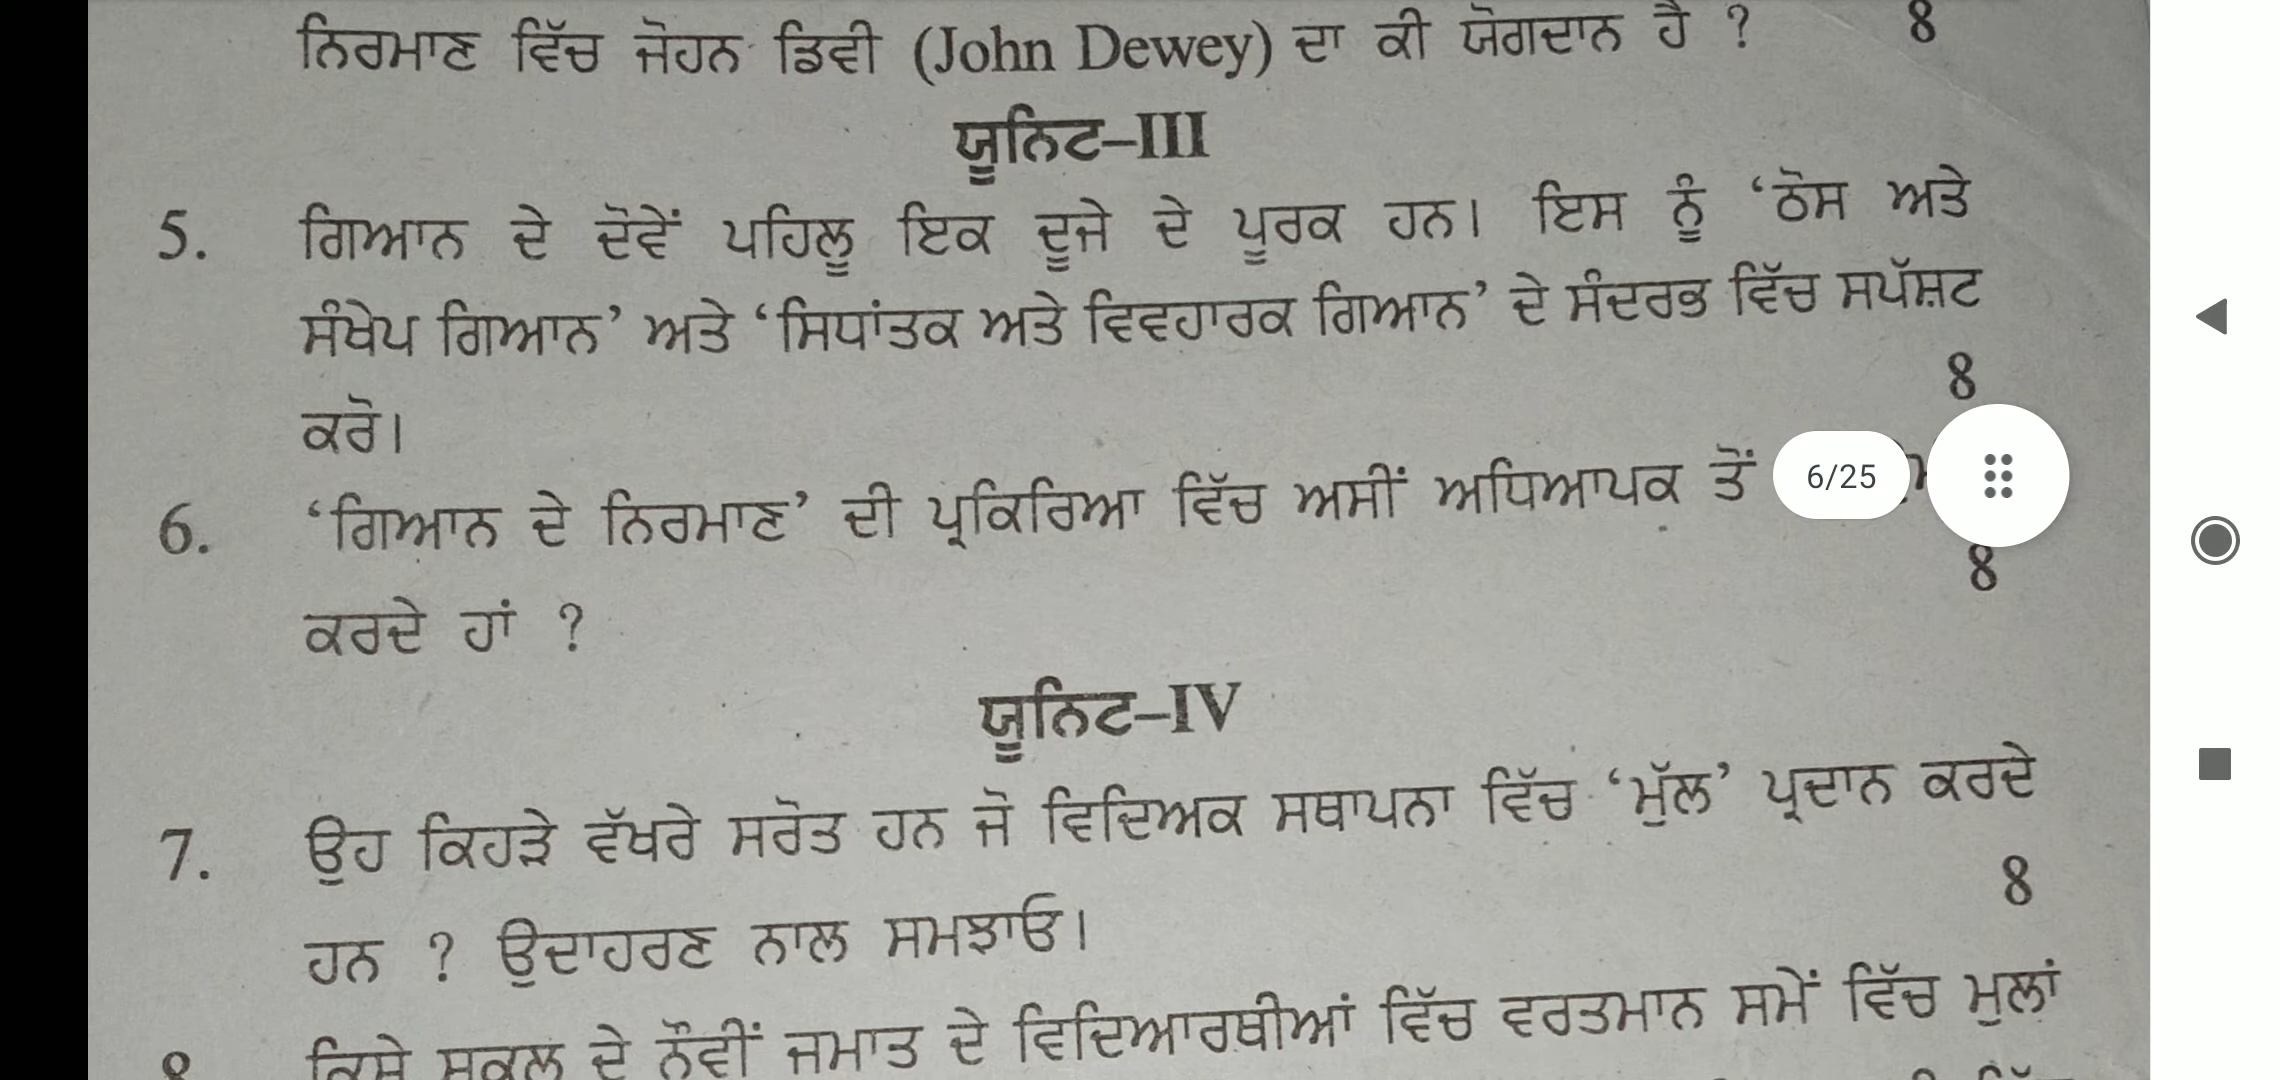 ਨਿਰਮਾਣ ਵਿੱਚ ਜੋਹਨ ਡਿਵੀ (John Dewey) ਦਾ ਕੀ ਯੋਗਦਾਨ ਹੈ ? 8
ਯੂਨਿਟ–III
5. ਗਿਆਨ ਦੇ ਦੋਵੇਂ ਪਹਿਲੂ ਇਕ ਦੂਜੇ ਦੇ ਪੂਰਕ ਹਨ। ਇਸ ਨੂੰ ‘ਠੋਸ ਅਤੇ
ਸੰਖੇਪ ਗਿਆਨ’ ਅਤੇ ‘ਸਿਧਾਂਤਕ ਅਤੇ ਵਿਵਹਾਰਕ ਗਿਆਨ’ ਦੇ ਸੰਦਰਭ ਵਿੱਚ ਸਪੱਸ਼ਟ
ਕਰੋ। 8
6. ‘ਗਿਆਨ ਦੇ ਨਿਰਮਾਣ’ ਦੀ ਪ੍ਰਕਿਰਿਆ ਵਿੱਚ ਅਸੀਂ ਅਧਿਆਪਕ ਤੋਂ
6/25
ਕਰਦੇ ਹਾਂ ? 8
ਯੂਨਿਟ–IV
7. ਉਹ ਕਿਹੜੇ ਵੱਖਰੇ ਸਰੋਤ ਹਨ ਜੋ ਵਿਦਿਅਕ ਸਥਾਪਨਾ ਵਿੱਚ ‘ਮੁੱਲ’ ਪ੍ਰਦਾਨ ਕਰਦੇ
ਹਨ ? ਉਦਾਹਰਣ ਨਾਲ ਸਮਝਾਓ। 8
ਕਿਸੇ ਸਕੂਲ ਦੇ ਨੌਵੀਂ ਜਮਾਤ ਦੇ ਵਿਦਿਆਰਥੀਆਂ ਵਿੱਚ ਵਰਤਮਾਨ ਸਮੇਂ ਵਿੱਚ ਮੁਲਾਂ